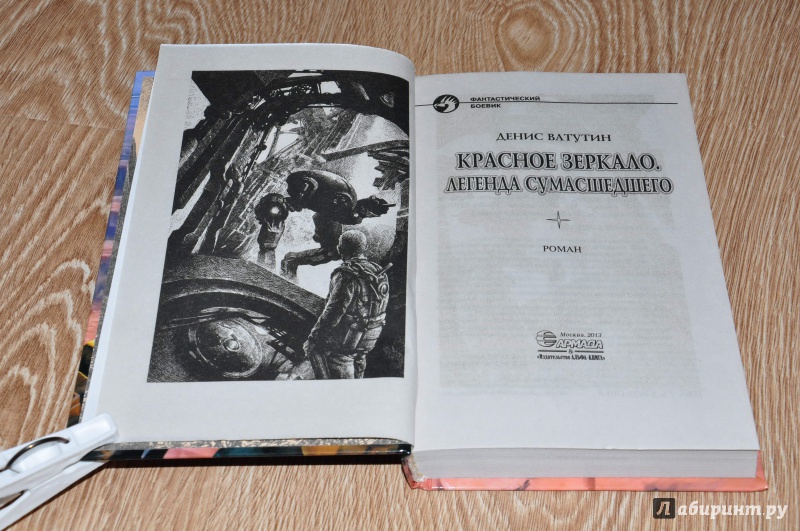 ФАНТАСТИЧЕСКИЙ
БОЕВИК
ДЕНИС ВАТУТИН
КРАСНОЕ ЗЕРКАЛО.
ЛЕГЕНДА СУМАСШЕДШЕГО
РОМАН
Москва, 2013
АРМАДА
&
«Издательство АЛЬФА-КНИГА»
Лабиринт.ру